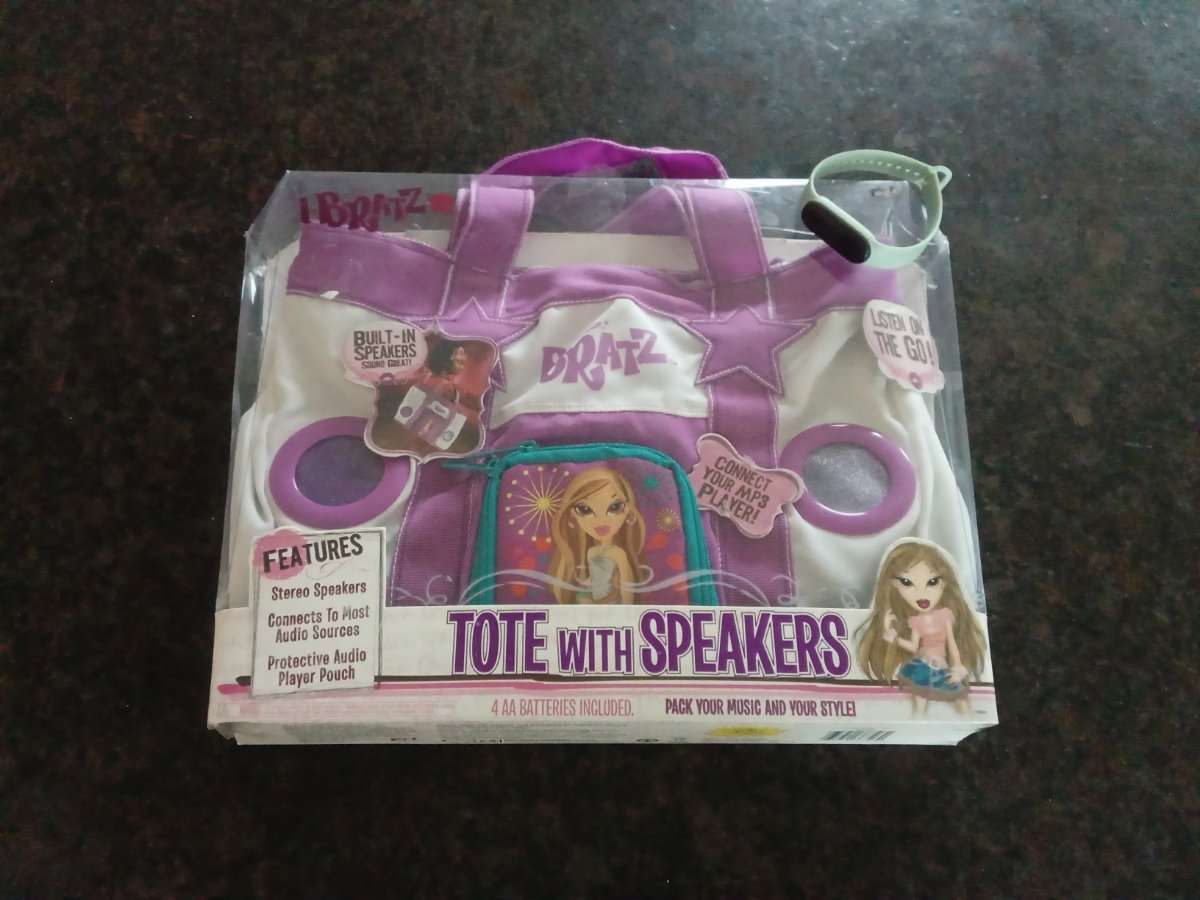 i-BRATZ
BUILT-IN
SPEAKERS
SOUND GREAT!
BRATZ
LISTEN ON
THE GO!
CONNECT
YOUR MP3
PLAYER!
FEATURES
Stereo Speakers
Connects To Most
Audio Sources
Protective Audio
Player Pouch
TOTE WITH SPEAKERS
4 AA BATTERIES INCLUDED.
PACK YOUR MUSIC AND YOUR STYLE!